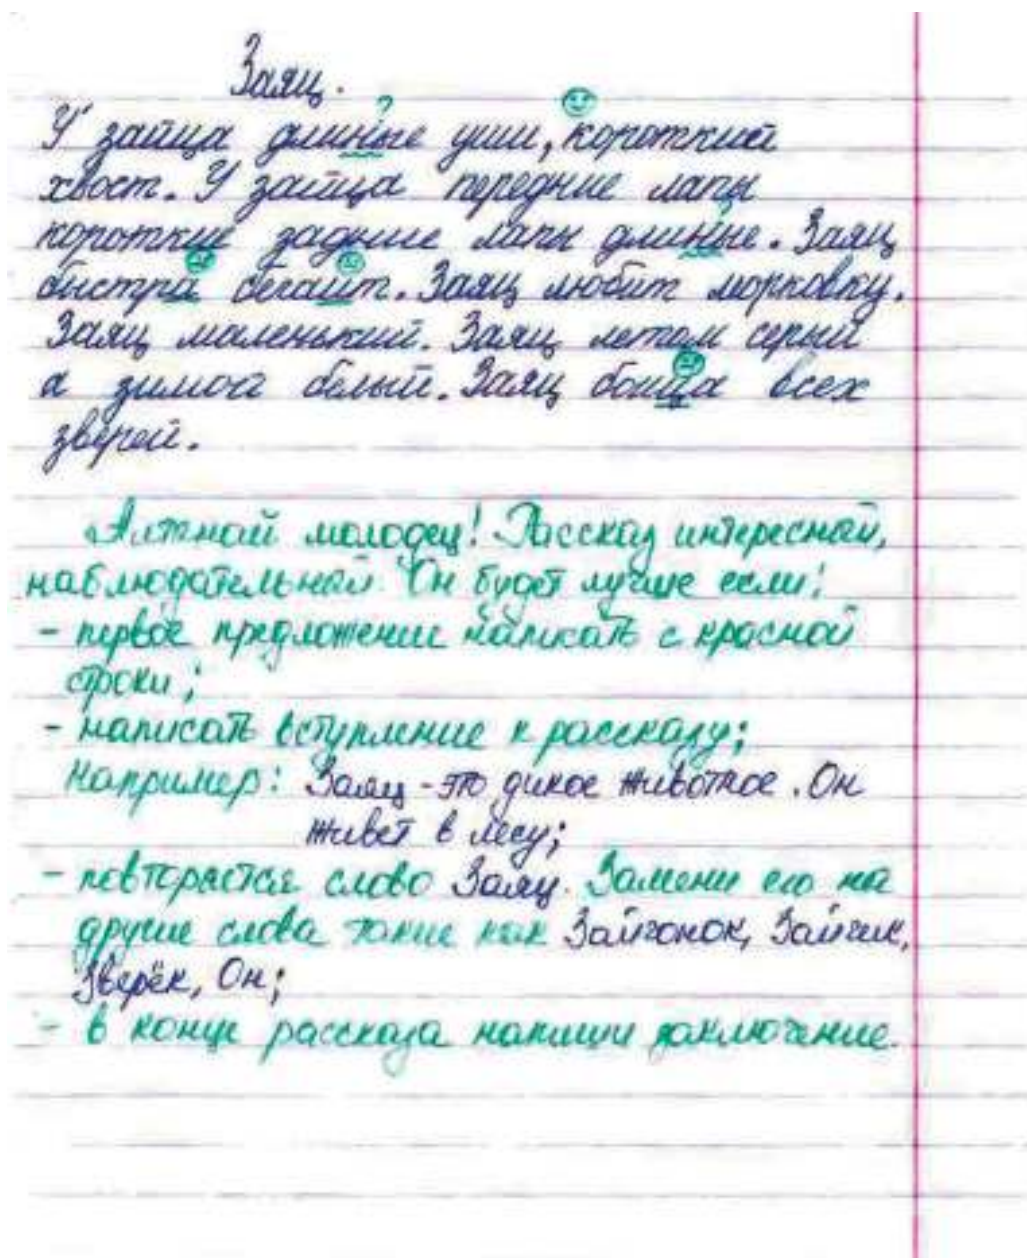 Заяц.
У зайца длиные уши, короткий
хвост. У зайца передние лапы
короткие задние лапы длиные. Заяц
быстра бегаит. Заяц любит морковку.
Заяц маленький. Заяц летом серый
а зимой белый. Заяц боица всех
зверей.
Алтнай молодец! Рассказ интересный,
наблюдательный. Он будет лучше если:
- первое предложение написать с красной
строки;
- написать вступление к рассказу;
Например: Заяц - это дикое животное. Он
живет в лесу;
- повторяется слово Заяц. Замени его на
другие слова такие как Зайчонок, Зайчик,
Зверёк, Он;
- в конце рассказа напиши заключение.